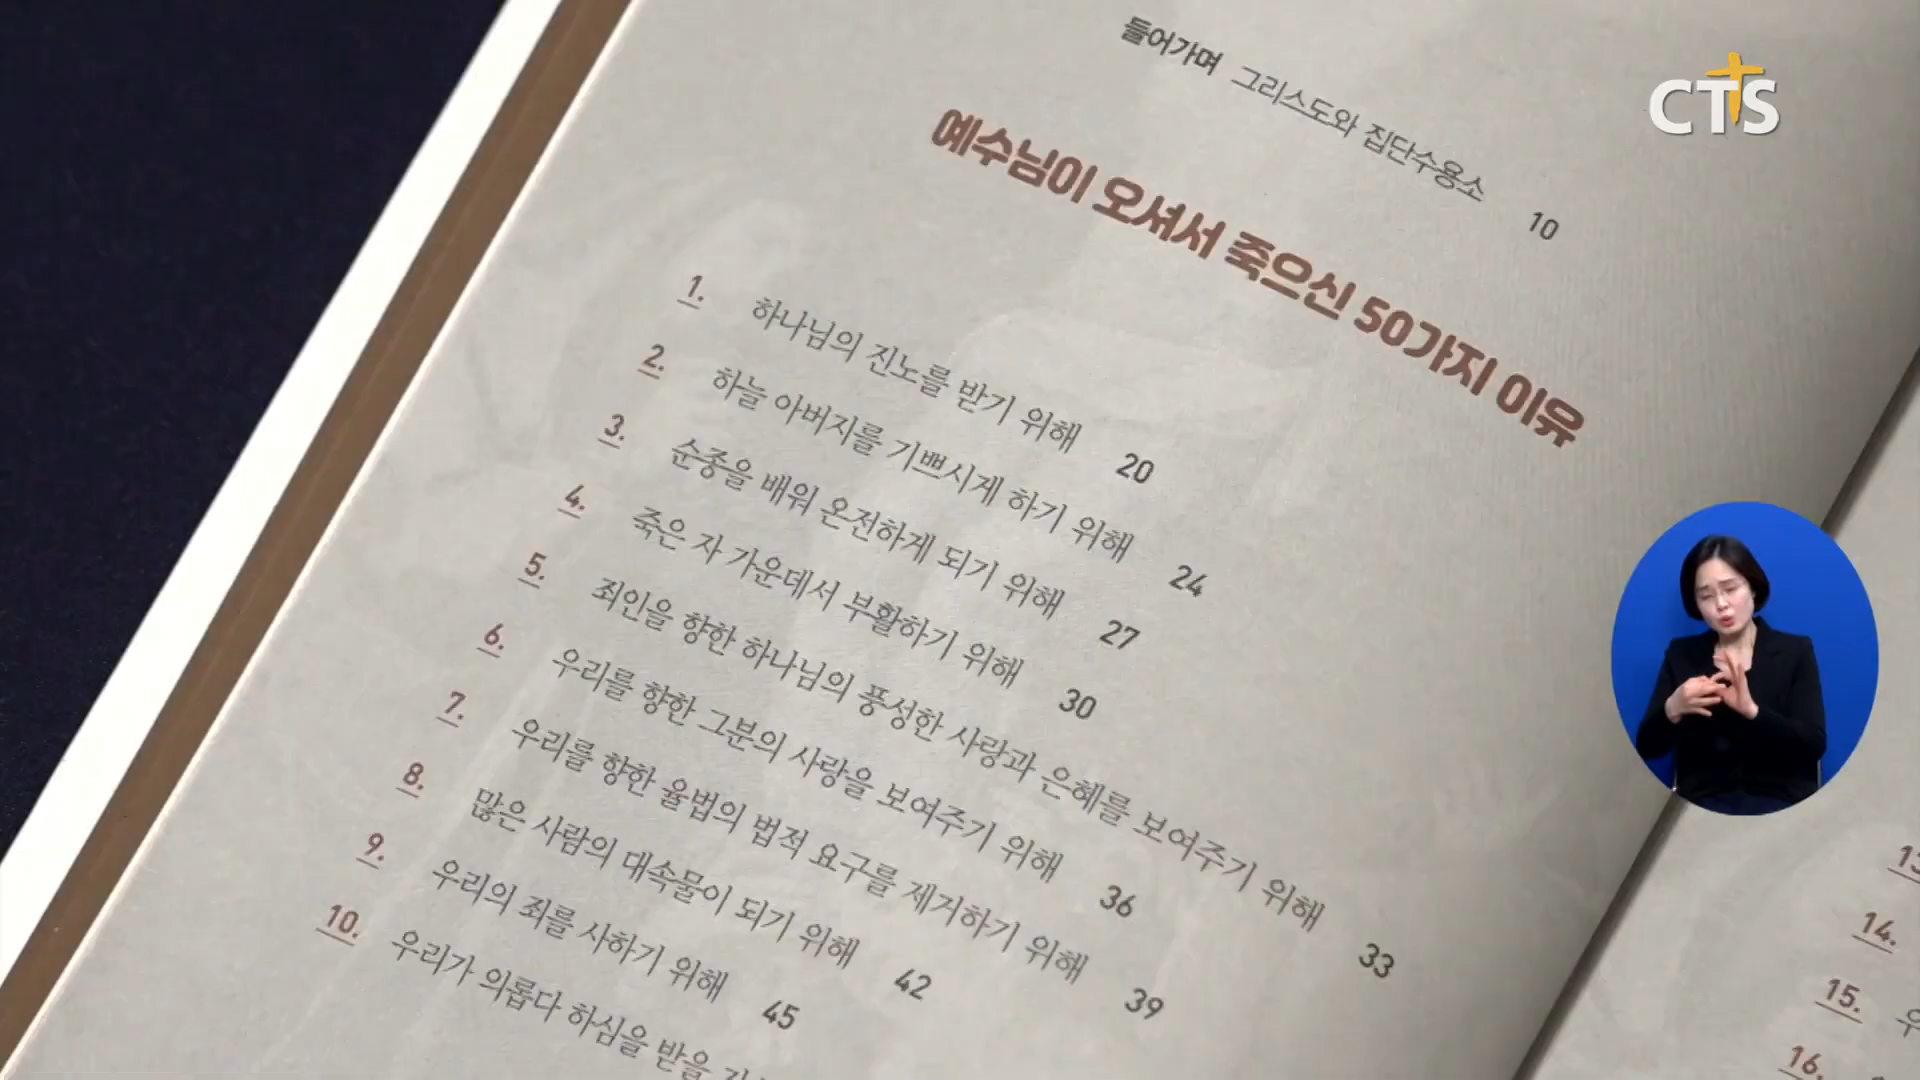 CTS
들어가며 그리스도와 집단수용소 10
예수님이 오셔서 죽으신 50가지 이유
1. 하나님의 진노를 받기 위해 20
2. 하늘 아버지를 기쁘시게 하기 위해 24
3. 순종을 배워 온전하게 되기 위해 27
4. 죽은 자 가운데서 부활하기 위해 30
5. 죄인을 향한 하나님의 풍성한 사랑과 은혜를 보여주기 위해 33
6. 우리를 향한 그분의 사랑을 보여주기 위해 36
7. 우리를 향한 율법의 법적 요구를 제거하기 위해 39
8. 많은 사람의 대속물이 되기 위해 42
9. 우리의 죄를 사하기 위해 45
10. 우리가 의롭다 하심을 받을
14.
15.
16.